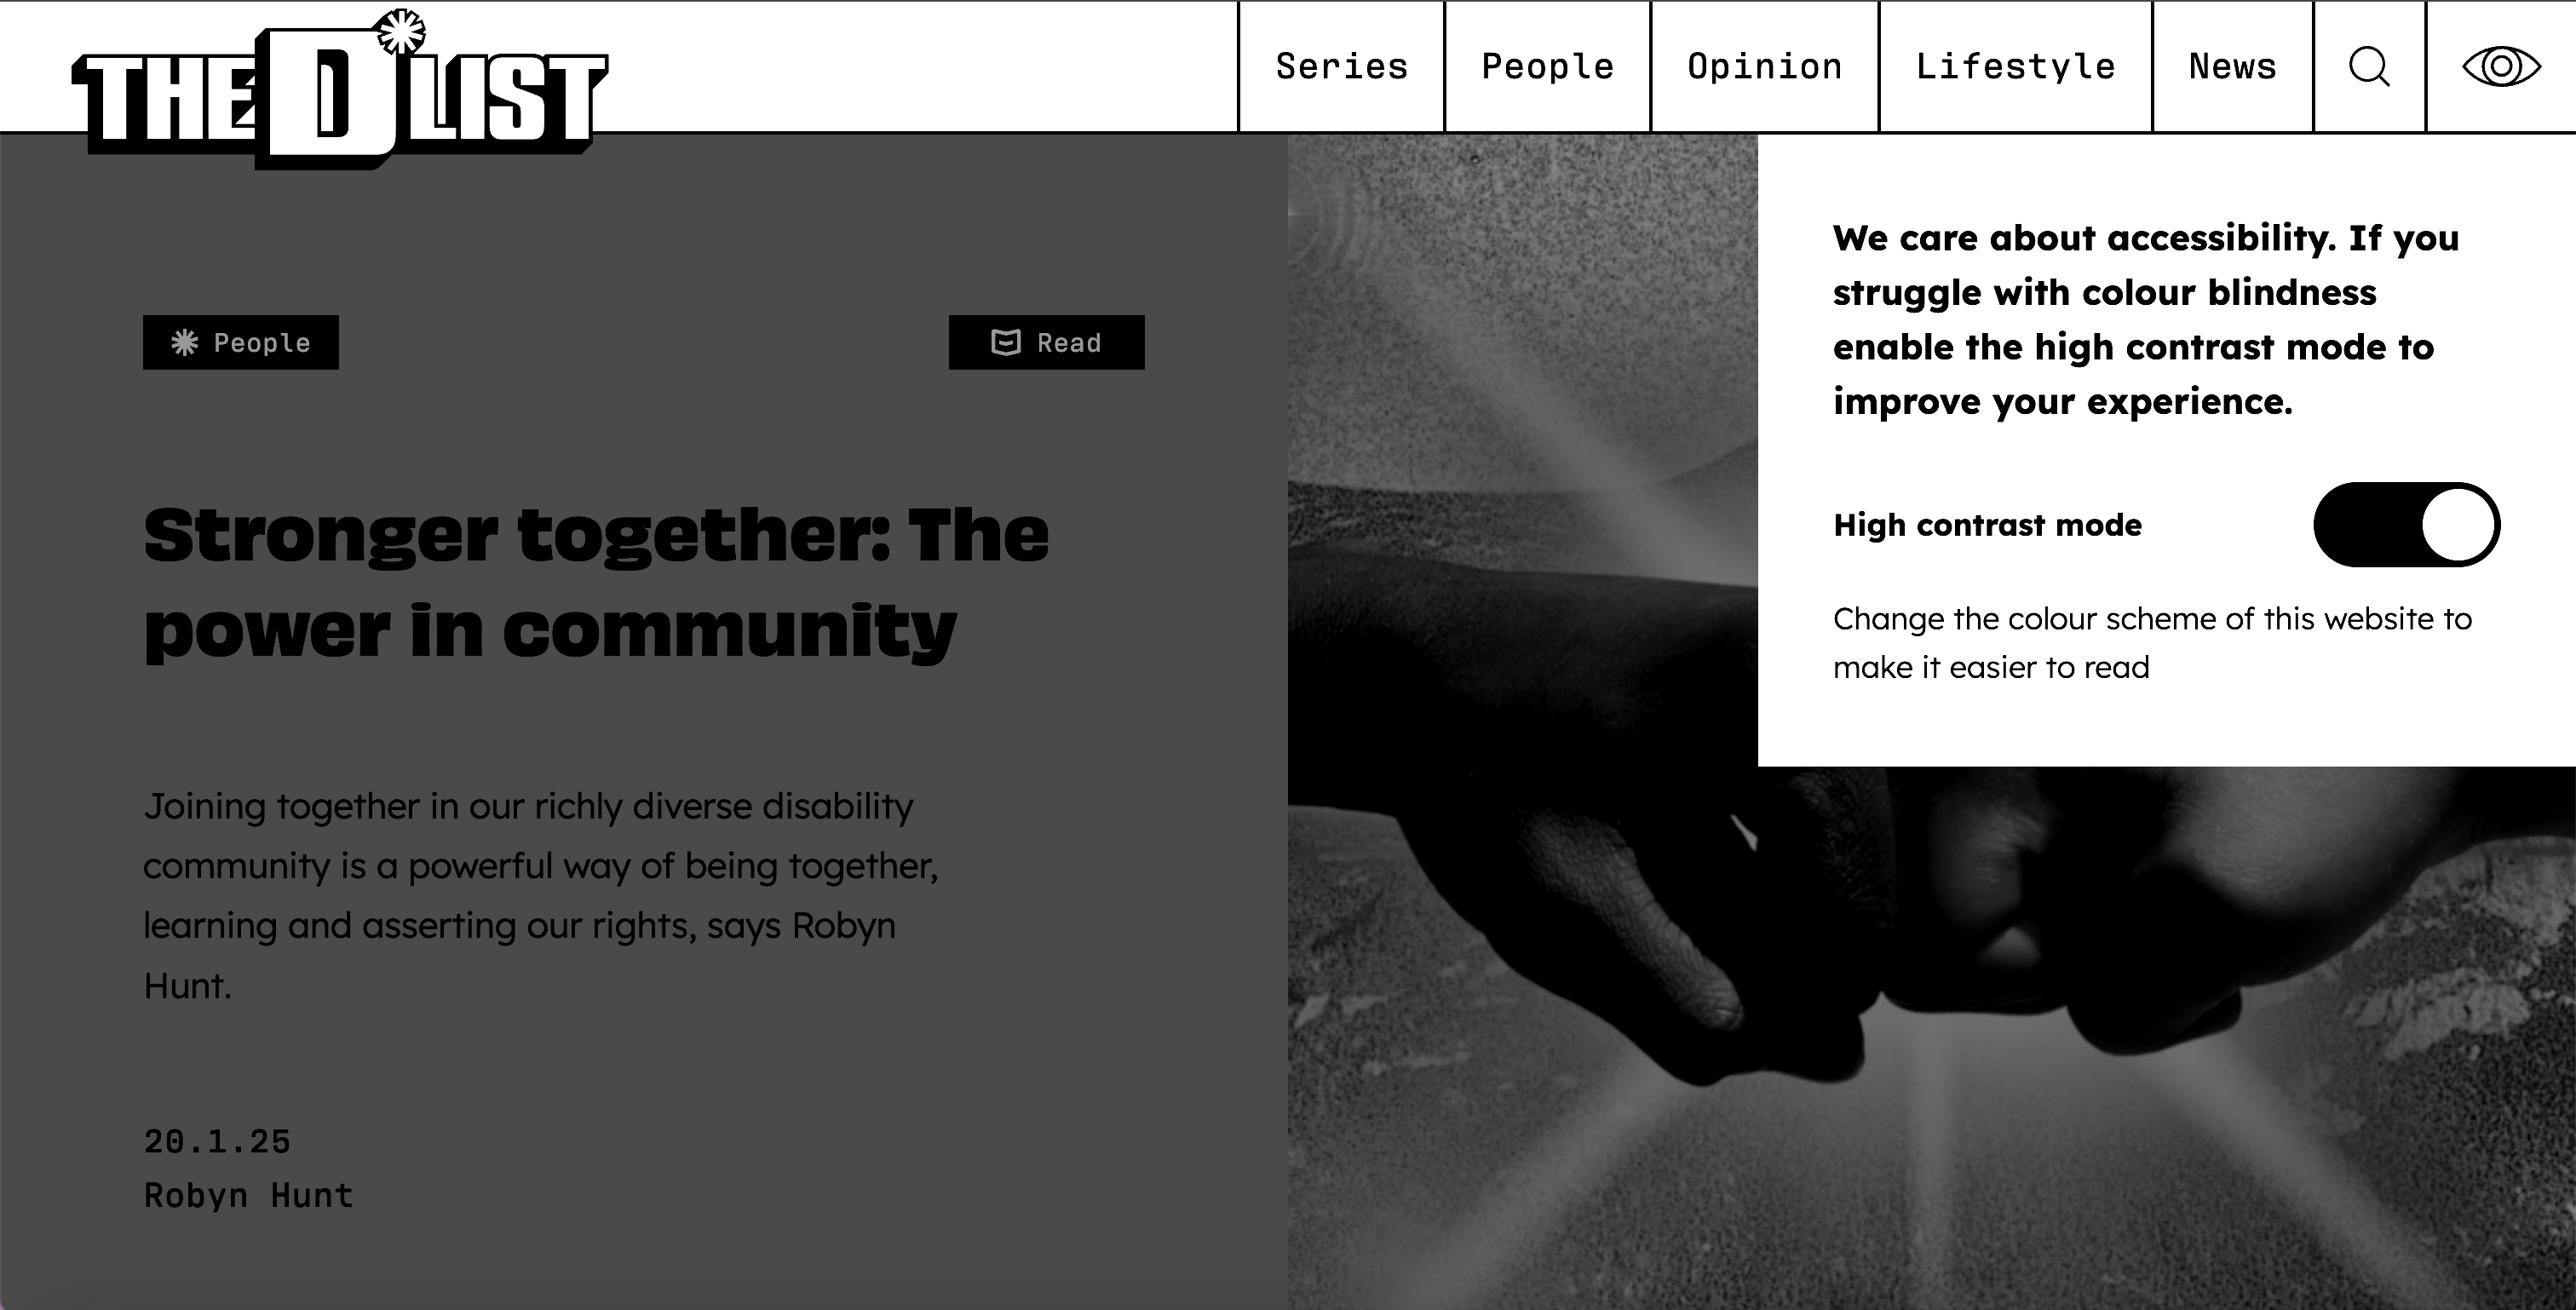 THE D*LIST
Series
People
Opinion
Lifestyle
News
People
Read
Stronger together: The
power in community
Joining together in our richly diverse disability
community is a powerful way of being together,
learning and asserting our rights, says Robyn
Hunt.
20.1.25
Robyn Hunt
We care about accessibility. If you
struggle with colour blindness
enable the high contrast mode to
improve your experience.
High contrast mode
Change the colour scheme of this website to
make it easier to read